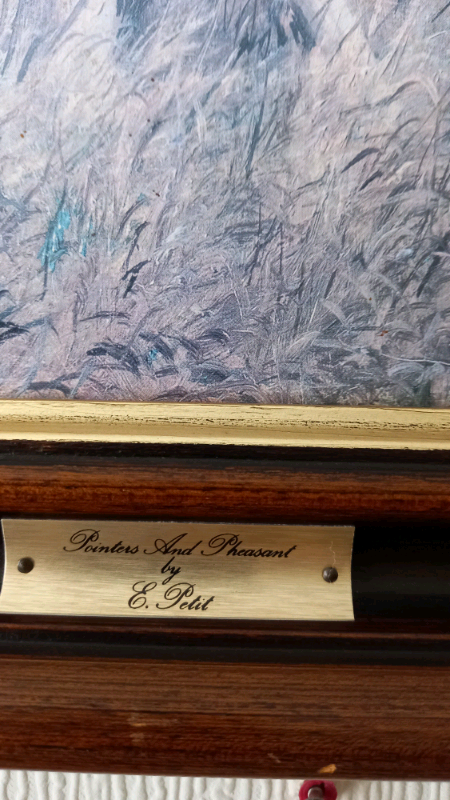 Pointers And Pheasant
by
E. Petit